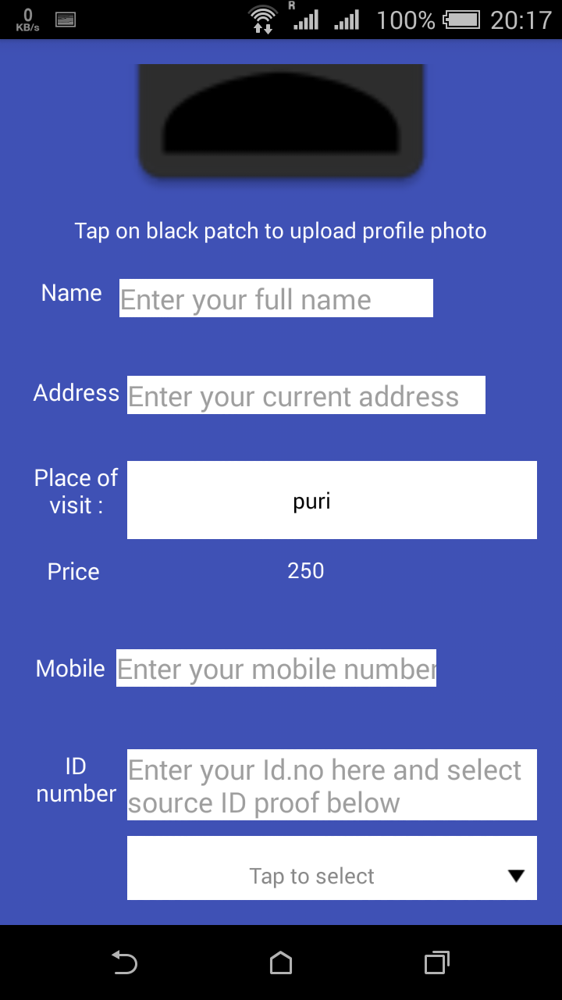 0
KB/s
R
100%
20:17
Tap on black patch to upload profile photo
Name
Enter your full name
Address
Enter your current address
Place of
visit :
puri
Price
250
Mobile
Enter your mobile number
ID
number
Enter your Id.no here and select
source ID proof below
Tap to select